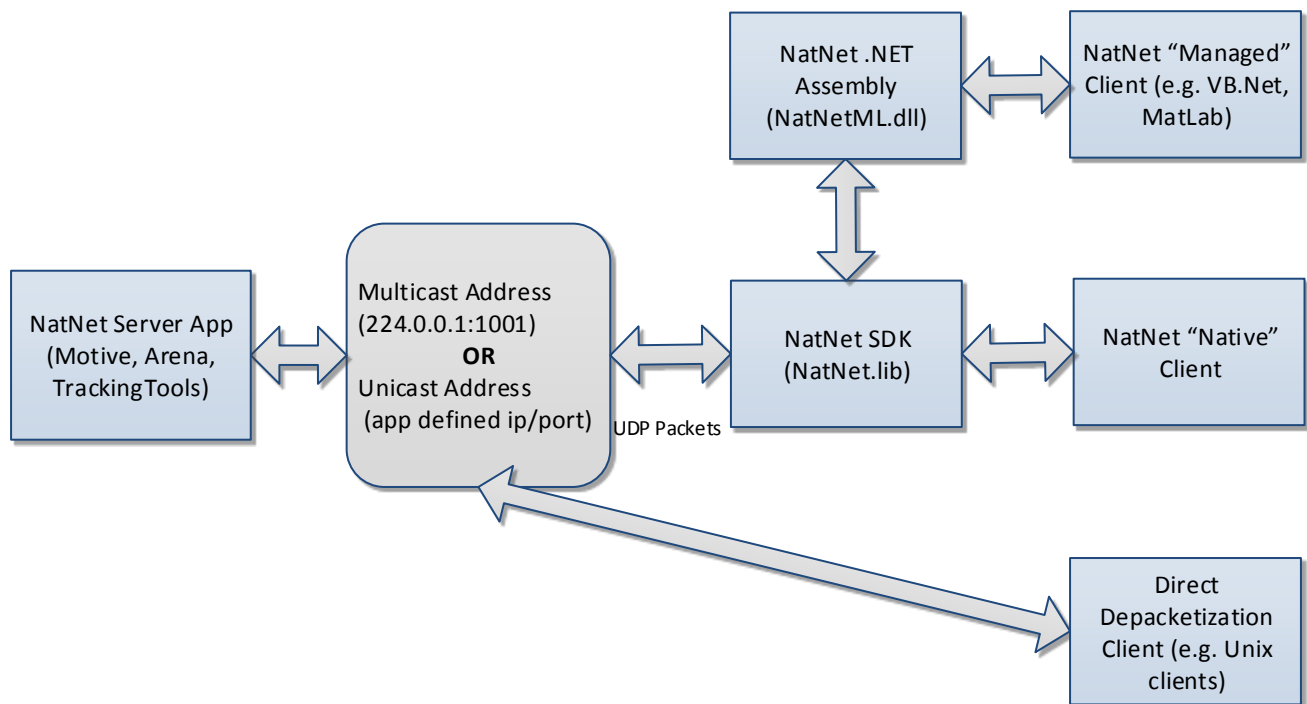 NatNet .NET
Assembly
(NatNetML.dll)
NatNet “Managed”
Client (e.g. VB.Net,
MatLab)
NatNet Server App
(Motive, Arena,
TrackingTools)
Multicast Address
(224.0.0.1:1001)
OR
Unicast Address
(app defined ip/port)
UDP Packets
NatNet SDK
(NatNet.lib)
NatNet “Native”
Client
Direct
Depacketization
Client (e.g. Unix
clients)